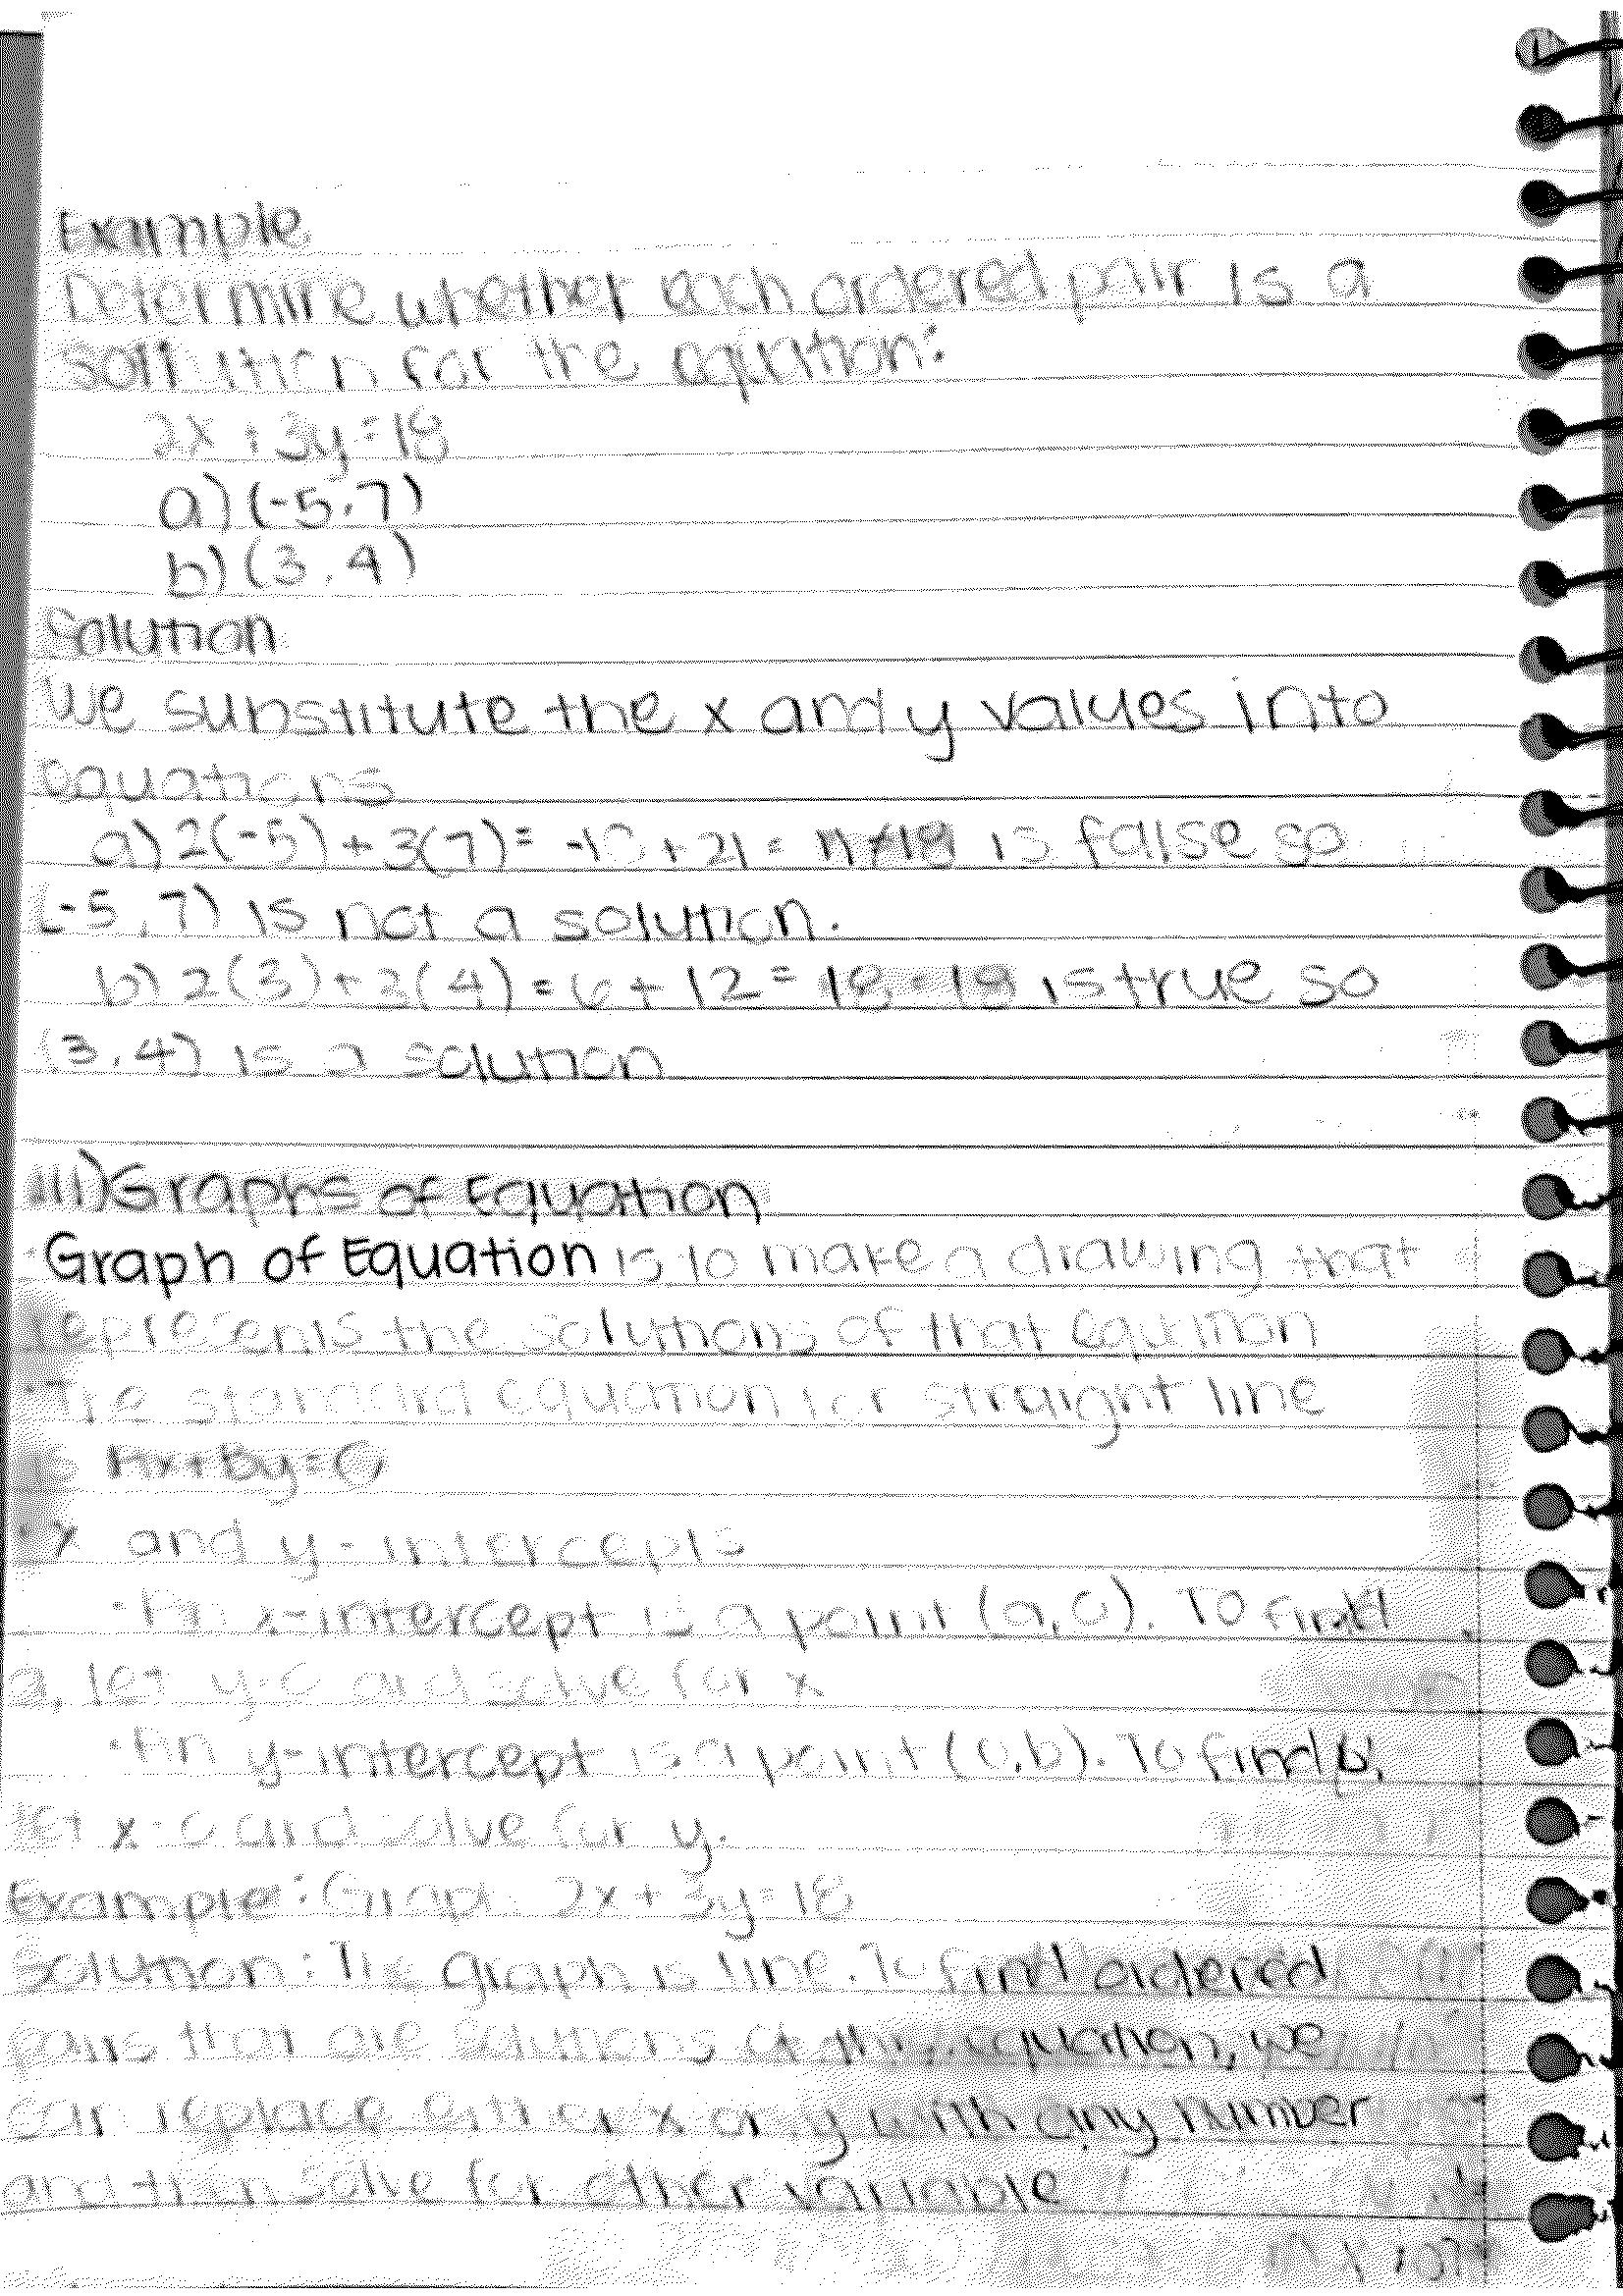 Example
Determine whether each ordered pair is a
solution for the equation:
2x+3y=18
a) (-5,7)
b) (3,4)
Solution
We substitute the x and y values into
equations
a) 2(-5)+3(7)= -10+21= 11≠18 is false so
(-5,7) is not a solution.
b) 2(3)+3(4)=6+12= 18=18 is true so
(3,4) is a solution
III) Graphs of Equation
· Graph of Equation is to make a drawing that
represents the solutions of that equation
· The standard equation for straight line
is Ax+By=C
· x and y-intercepts
· An x-intercept is a point (a,0). To find
a, let y=0 and solve for x
· An y-intercept is a point (0,b). To find b,
let x=0 and solve for y.
Example: Graph 2x+3y=18
Solution: The graph is line. To find ordered
pairs that are solutions of this equation, we
can replace either x or y with any number
and then solve for other variable